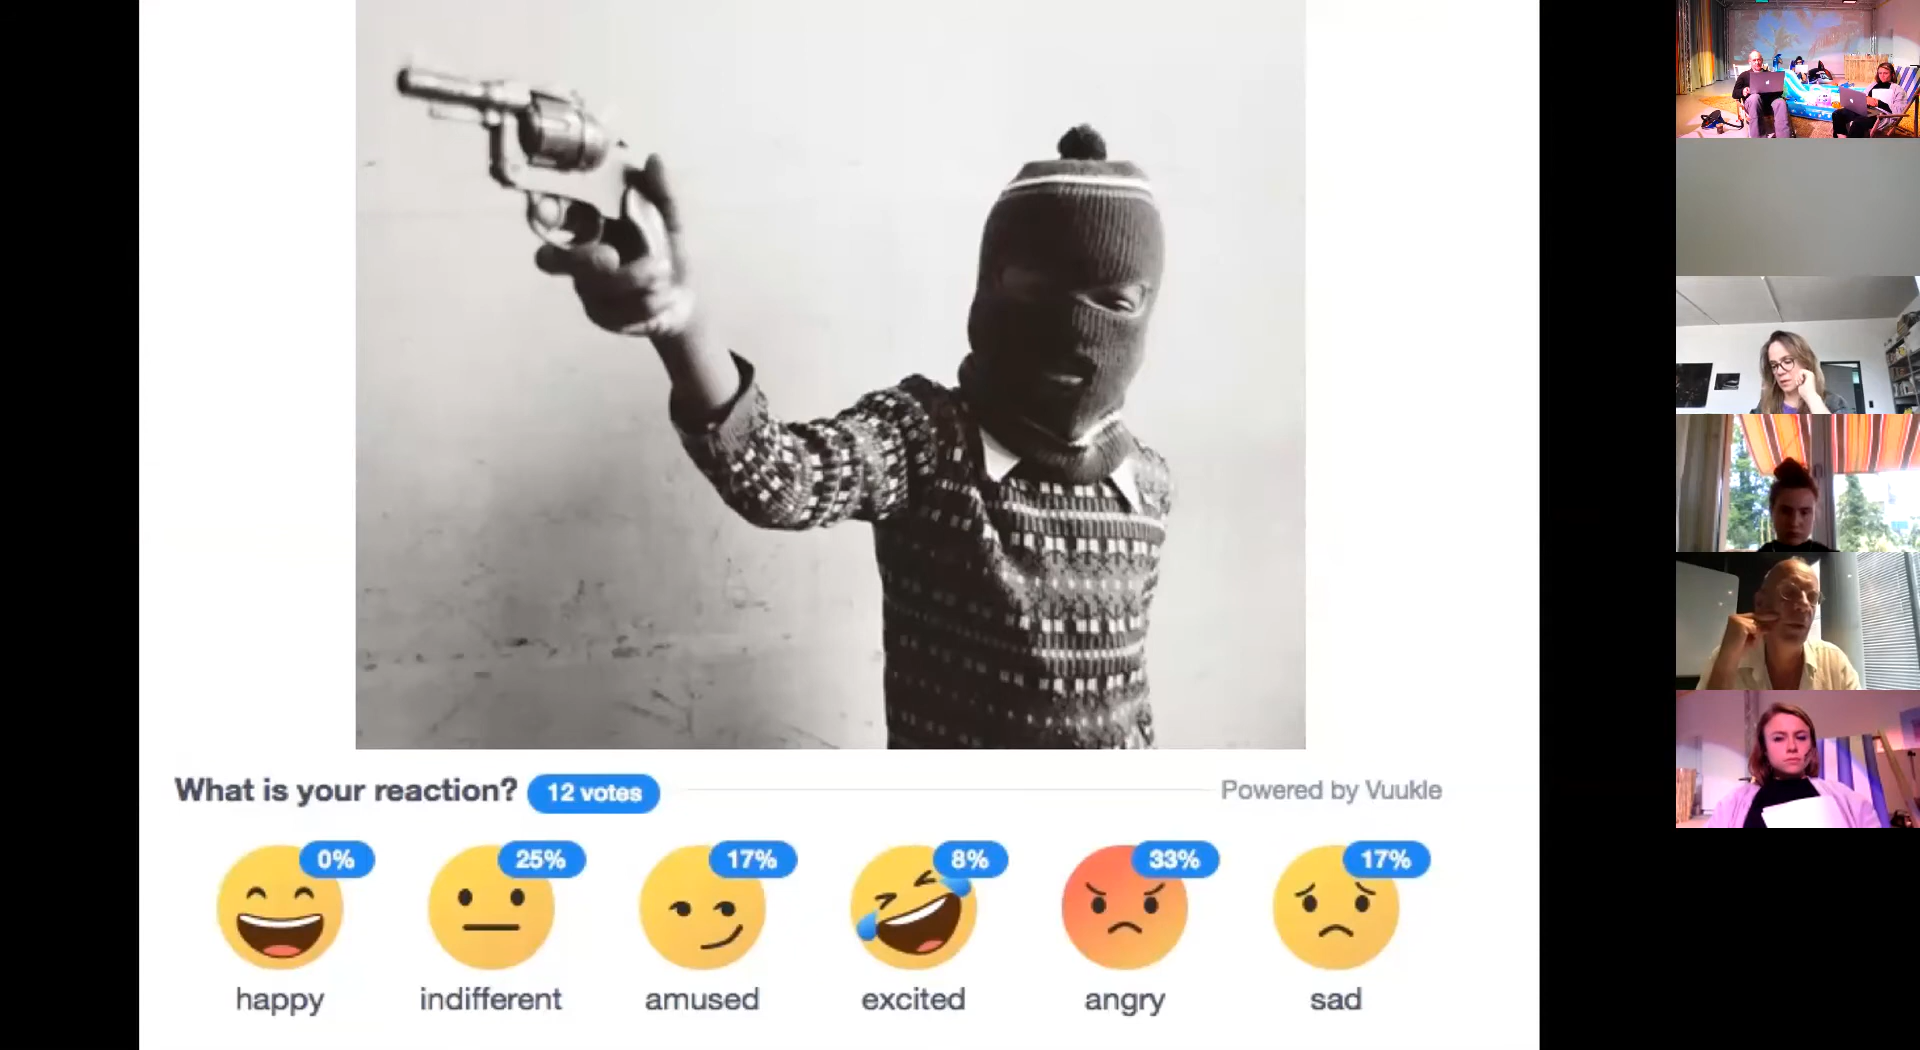 What is your reaction? 12 votes Powered by Vuukle
0% 25% 17% 8% 33% 17%
happy indifferent amused excited angry sad